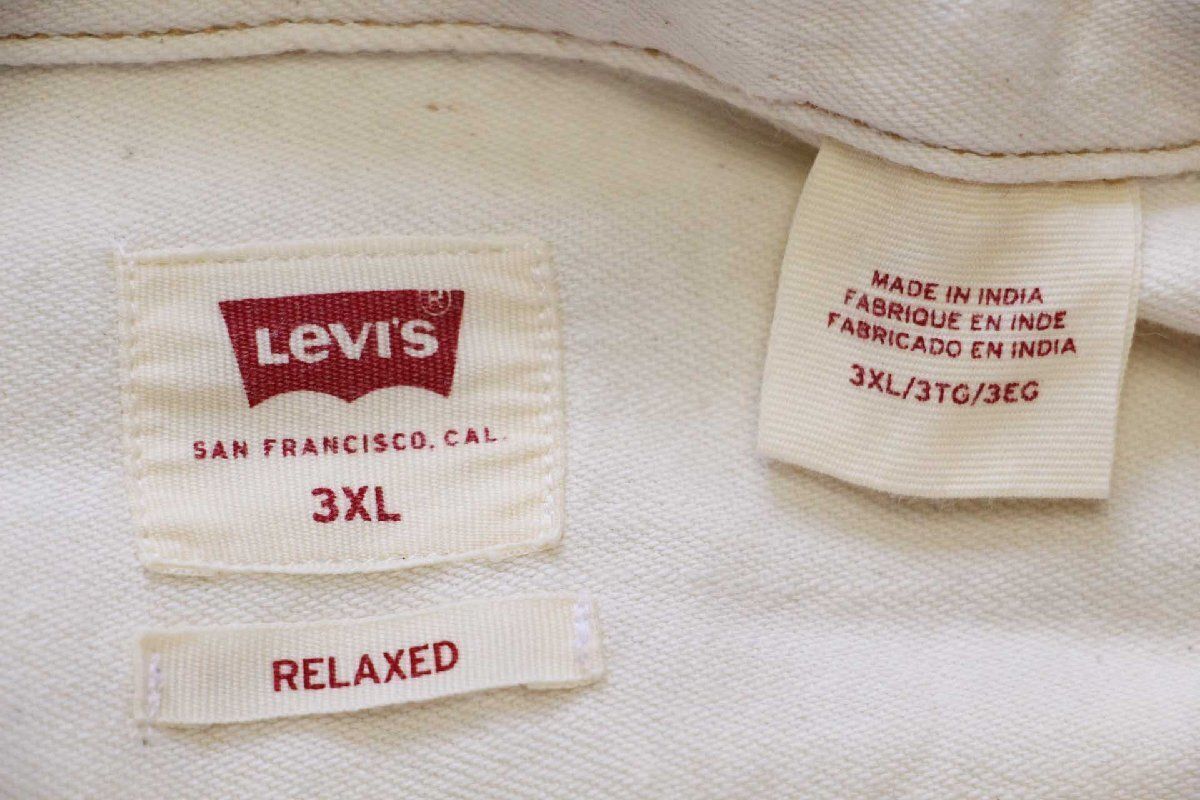 LEVI'S®
SAN FRANCISCO, CAL.
3XL
RELAXED
MADE IN INDIA
FABRIQUE EN INDE
FABRICADO EN INDIA
3XL/3TG/3EG